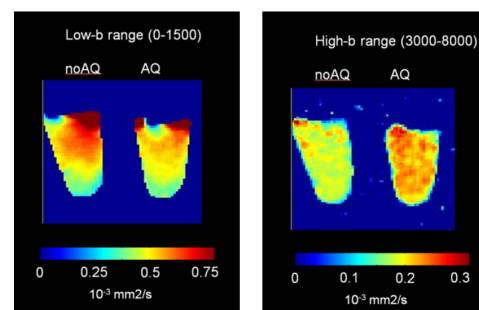 Low-b range (0-1500)
noAQ AQ
0 0.25 0.5 0.75
10-3 mm2/s
High-b range (3000-8000)
noAQ AQ
0 0.1 0.2 0.3
10-3 mm2/s